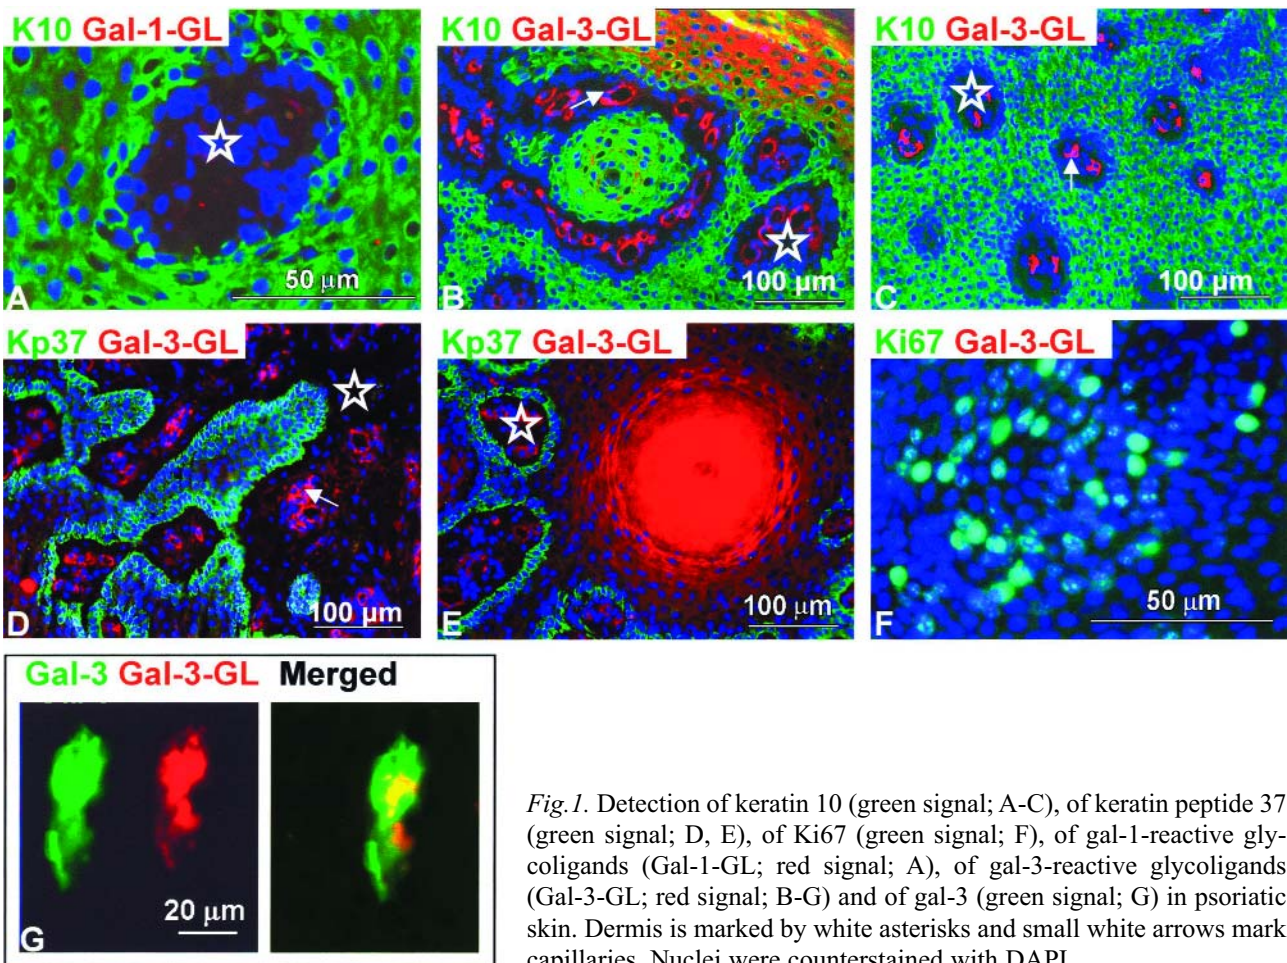 K10 Gal-1-GL
50 µm
A
K10 Gal-3-GL
100 µm
B
K10 Gal-3-GL
100 µm
C
Kp37 Gal-3-GL
100 µm
D
Kp37 Gal-3-GL
100 µm
E
Ki67 Gal-3-GL
50 µm
F
Gal-3 Gal-3-GL Merged
20 µm
G
Fig.1. Detection of keratin 10 (green signal; A-C), of keratin peptide 37
(green signal; D, E), of Ki67 (green signal; F), of gal-1-reactive gly-
coligands (Gal-1-GL; red signal; A), of gal-3-reactive glycoligands
(Gal-3-GL; red signal; B-G) and of gal-3 (green signal; G) in psoriatic
skin. Dermis is marked by white asterisks and small white arrows mark
capillaries. Nuclei were counterstained with DAPI.